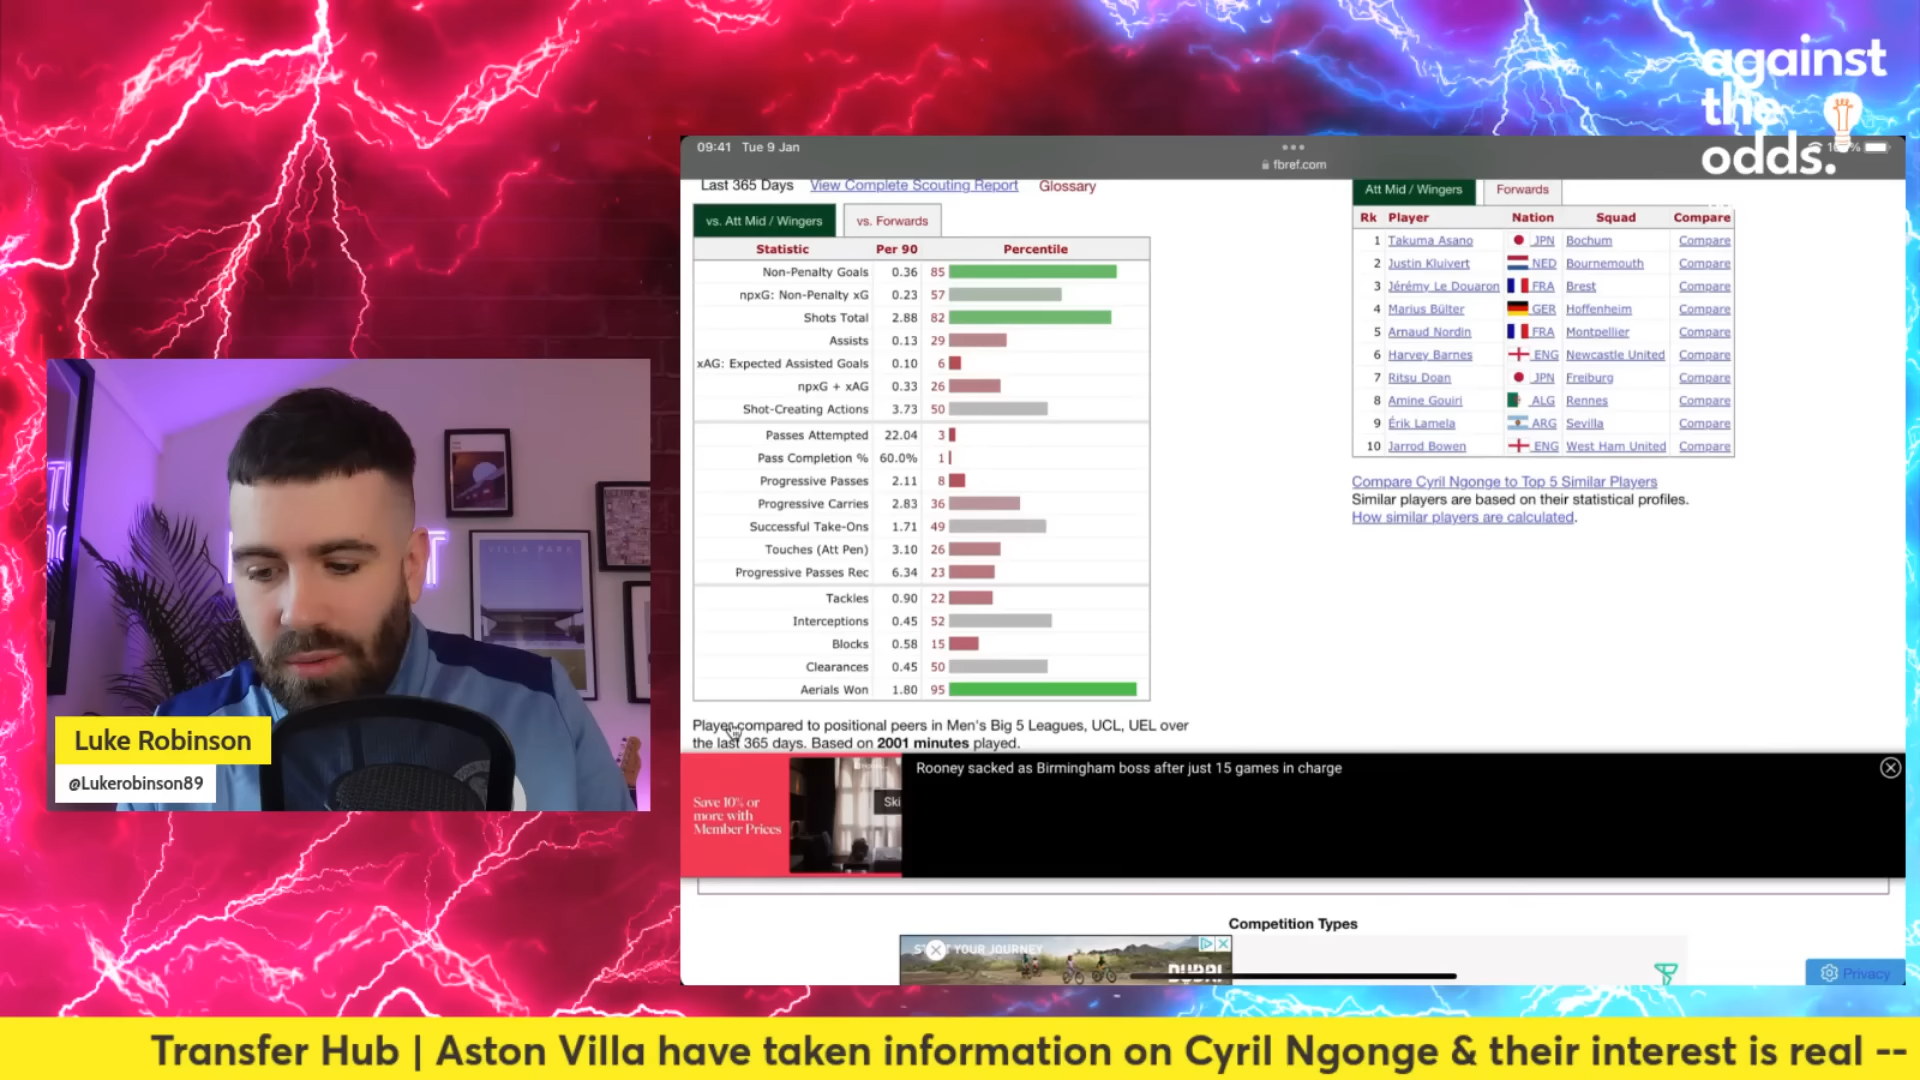 against
the
odds.
09:41 Tue 9 Jan
fbref.com
Last 365 Days View Complete Scouting Report Glossary
vs. Att Mid / Wingers vs. Forwards
Statistic Per 90 Percentile
Non-Penalty Goals 0.36 85
npxG: Non-Penalty xG 0.23 57
Shots Total 2.88 82
Assists 0.13 29
xAG: Expected Assisted Goals 0.10 6
npxG + xAG 0.33 26
Shot-Creating Actions 3.73 50
Passes Attempted 22.04 3
Pass Completion % 60.0% 1
Progressive Passes 2.11 8
Progressive Carries 2.83 36
Successful Take-Ons 1.71 49
Touches (Att Pen) 3.10 26
Progressive Passes Rec 6.34 23
Tackles 0.90 22
Interceptions 0.45 52
Blocks 0.58 15
Clearances 0.45 50
Aerials Won 1.80 95
Player compared to positional peers in Men's Big 5 Leagues, UCL, UEL over
the last 365 days. Based on 2001 minutes played.
Att Mid / Wingers Forwards
Rk Player Nation Squad Compare
1 Takuma Asano JPN Bochum Compare
2 Justin Kluivert NED Bournemouth Compare
3 Jérémy Le Douaron FRA Brest Compare
4 Marius Bülter GER Hoffenheim Compare
5 Arnaud Nordin FRA Montpellier Compare
6 Harvey Barnes ENG Newcastle United Compare
7 Ritsu Doan JPN Freiburg Compare
8 Amine Gouiri ALG Rennes Compare
9 Érik Lamela ARG Sevilla Compare
10 Jarrod Bowen ENG West Ham United Compare
Compare Cyril Ngonge to Top 5 Similar Players
Similar players are based on their statistical profiles.
How similar players are calculated.
VILLA PARK
Luke Robinson
@Lukerobinson89
Rooney sacked as Birmingham boss after just 15 games in charge
Save 10% or
more with
Member Prices
Ski
Competition Types
YOUR JOURNEY
DUBAI
Privacy
Transfer Hub | Aston Villa have taken information on Cyril Ngonge & their interest is real --